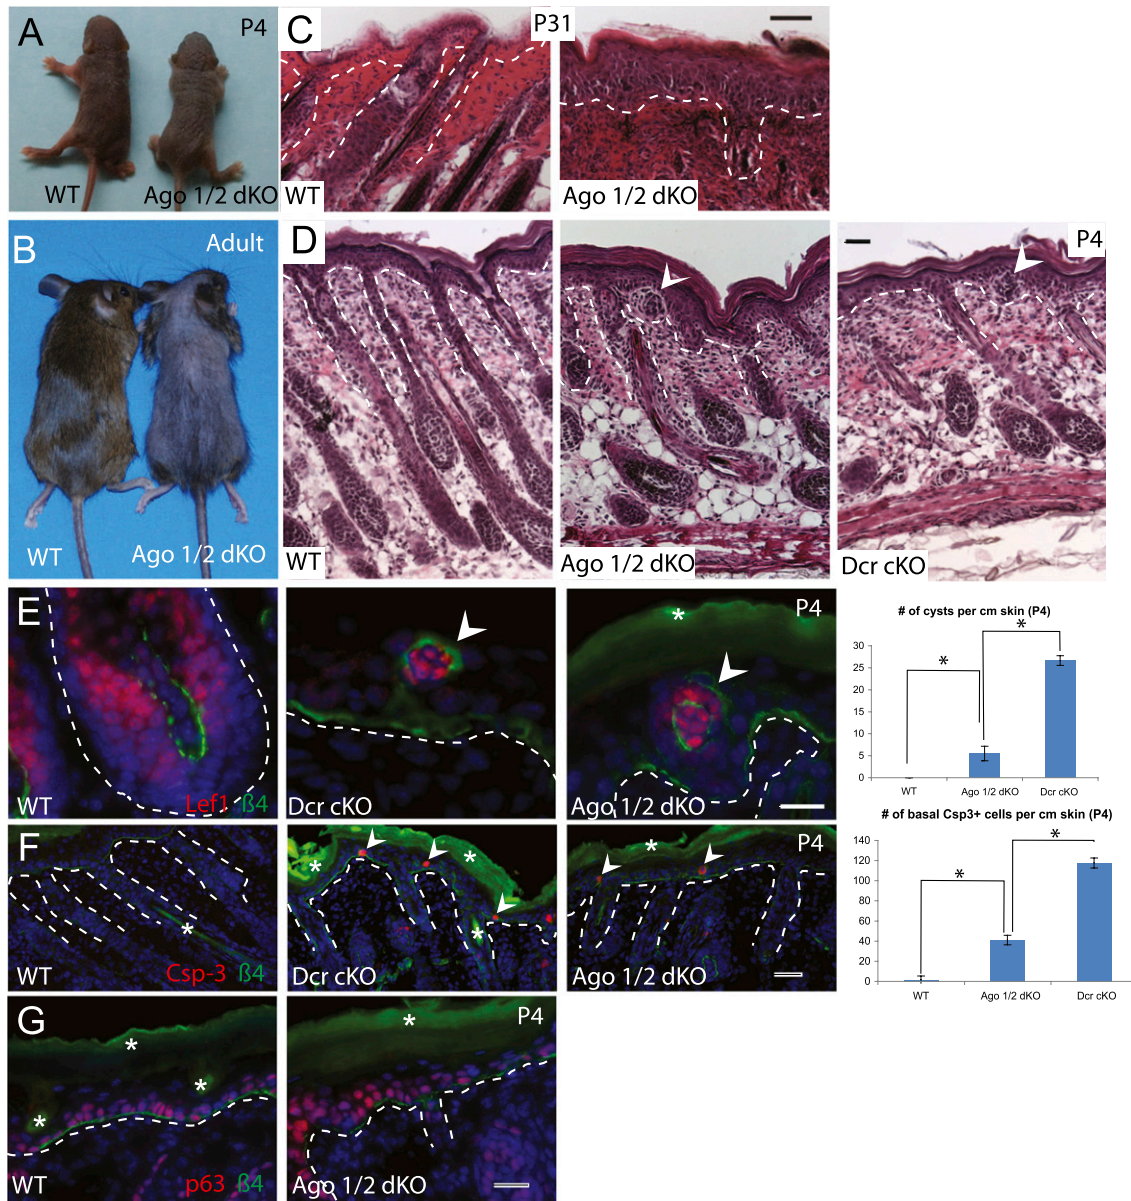 A
P4
WT
Ago 1/2 dKO
C
P31
WT
Ago 1/2 dKO
B
Adult
WT
Ago 1/2 dKO
D
P4
WT
Ago 1/2 dKO
Dcr cKO
E
P4
WT
Lef1 ß4
Dcr cKO
Ago 1/2 dKO
# of cysts per cm skin (P4)
30
25
20
15
10
5
0
WT
Ago 1/2 dKO
Dcr cKO
*
*
*
F
WT
Csp-3 ß4
Dcr cKO
Ago 1/2 dKO
*
*
*
*
*
# of basal Csp3+ cells per cm skin (P4)
140
120
100
80
60
40
20
0
WT
Ago 1/2 dKO
Dcr cKO
*
*
G
P4
WT
p63 ß4
Ago 1/2 dKO
*
*
*
*